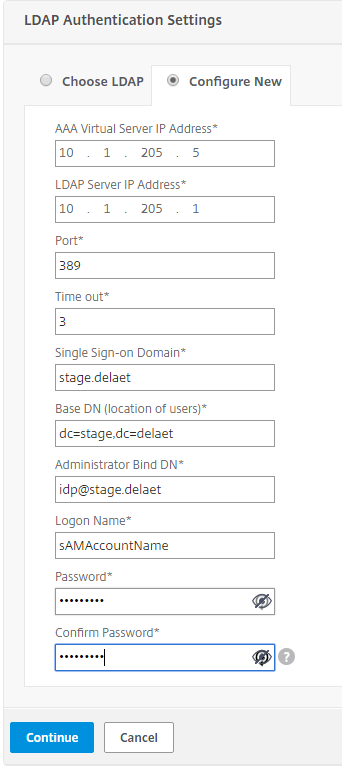 LDAP Authentication Settings
Choose LDAP Configure New
AAA Virtual Server IP Address*
10 . 1 . 205 . 5
LDAP Server IP Address*
10 . 1 . 205 . 1
Port*
389
Time out*
3
Single Sign-on Domain*
stage.delaet
Base DN (location of users)*
dc=stage,dc=delaet
Administrator Bind DN*
idp@stage.delaet
Logon Name*
sAMAccountName
Password*
•••••••••
Confirm Password*
•••••••••
?
Continue Cancel